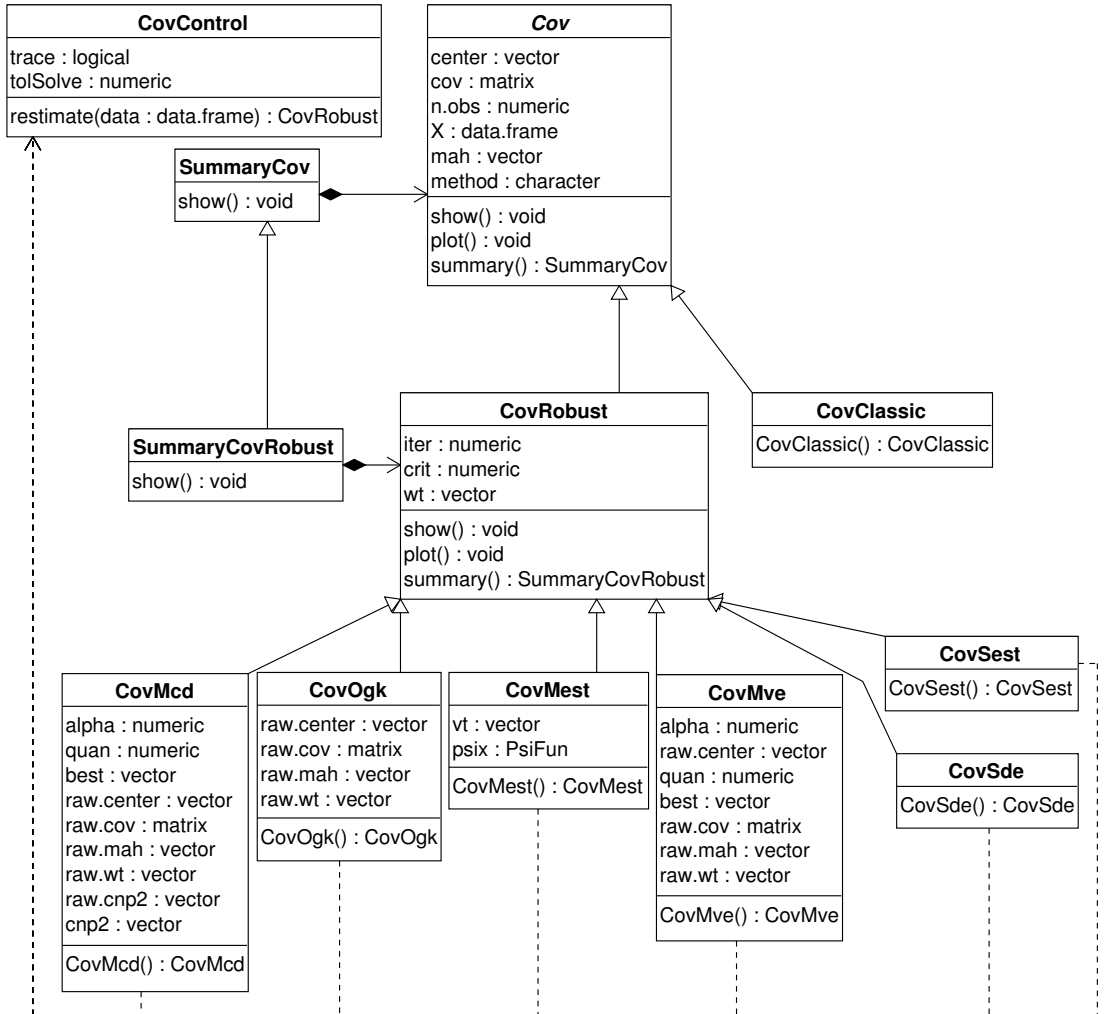 CovControl
trace : logical
tolSolve : numeric
restimate(data : data.frame) : CovRobust
Cov
center : vector
cov : matrix
n.obs : numeric
X : data.frame
mah : vector
method : character
show() : void
plot() : void
summary() : SummaryCov
SummaryCov
show() : void
CovRobust
iter : numeric
crit : numeric
wt : vector
show() : void
plot() : void
summary() : SummaryCovRobust
CovClassic
CovClassic() : CovClassic
SummaryCovRobust
show() : void
CovMcd
alpha : numeric
quan : numeric
best : vector
raw.center : vector
raw.cov : matrix
raw.mah : vector
raw.wt : vector
raw.cnp2 : vector
cnp2 : vector
CovMcd() : CovMcd
CovOgk
raw.center : vector
raw.cov : matrix
raw.mah : vector
raw.wt : vector
CovOgk() : CovOgk
CovMest
vt : vector
psix : PsiFun
CovMest() : CovMest
CovMve
alpha : numeric
raw.center : vector
quan : numeric
best : vector
raw.cov : matrix
raw.mah : vector
raw.wt : vector
CovMve() : CovMve
CovSest
CovSest() : CovSest
CovSde
CovSde() : CovSde